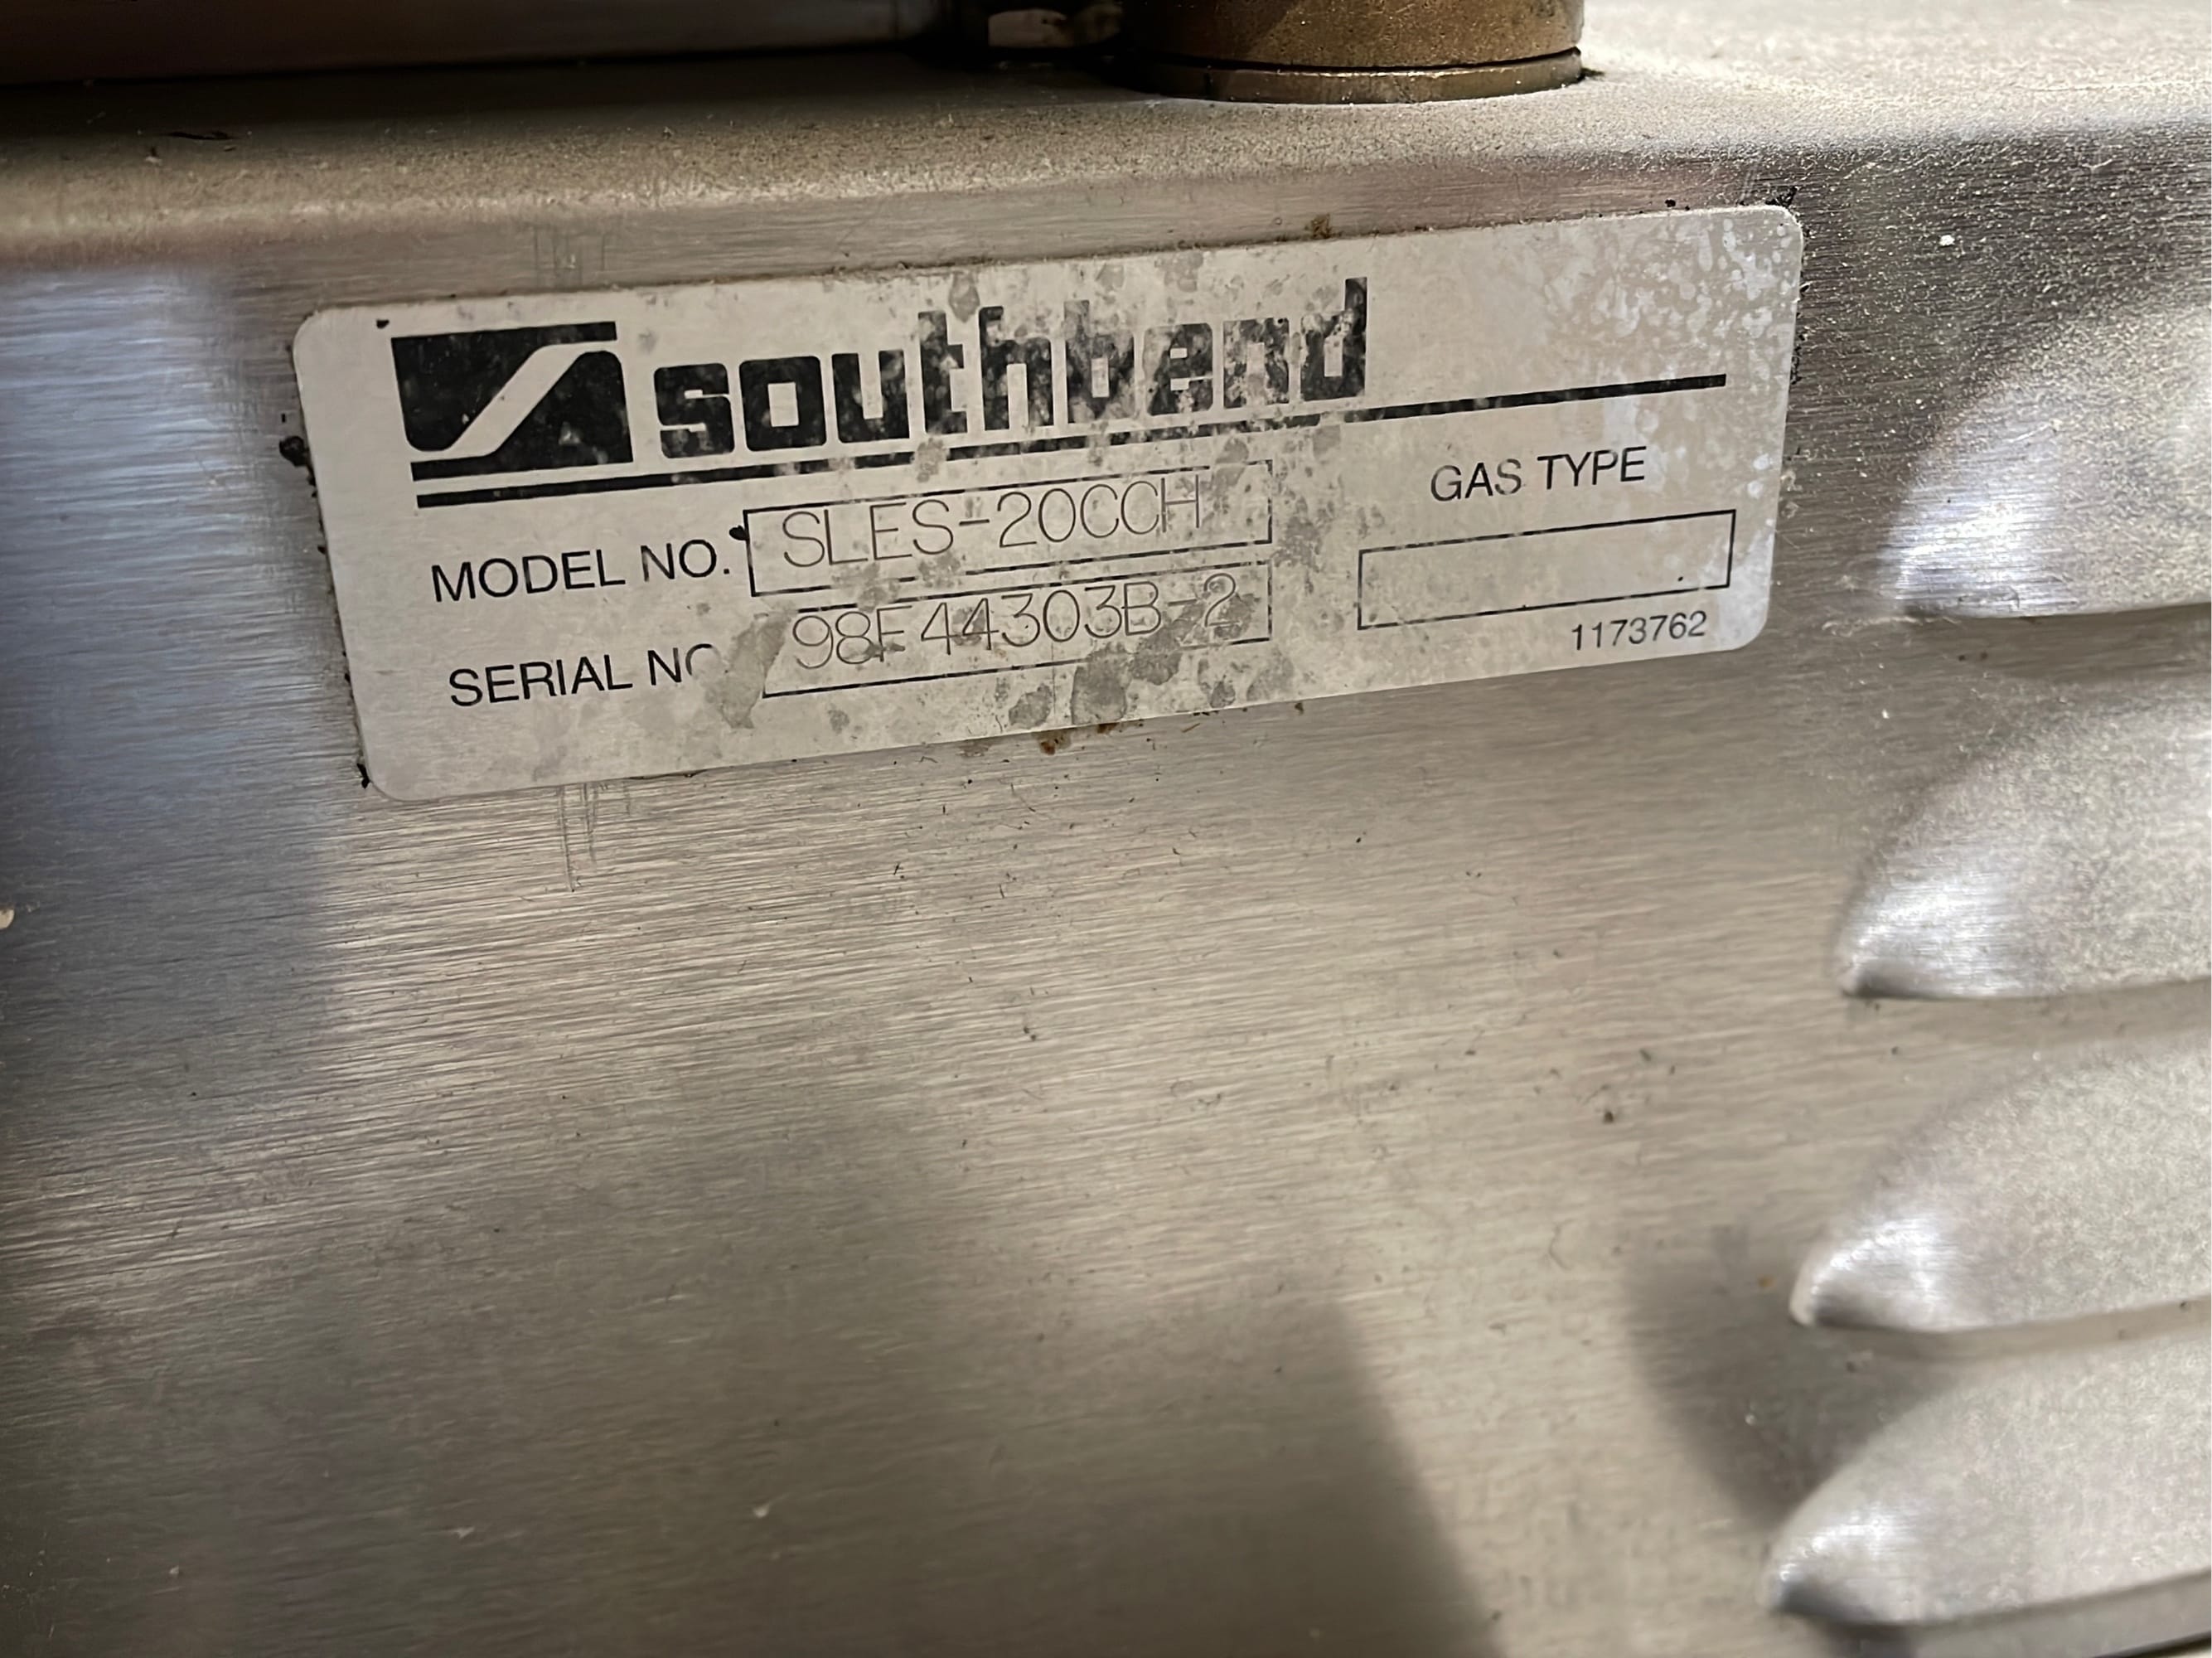 southbend
MODEL NO. SLES-20CCH
GAS TYPE
SERIAL NO 98F44303B-2
1173762